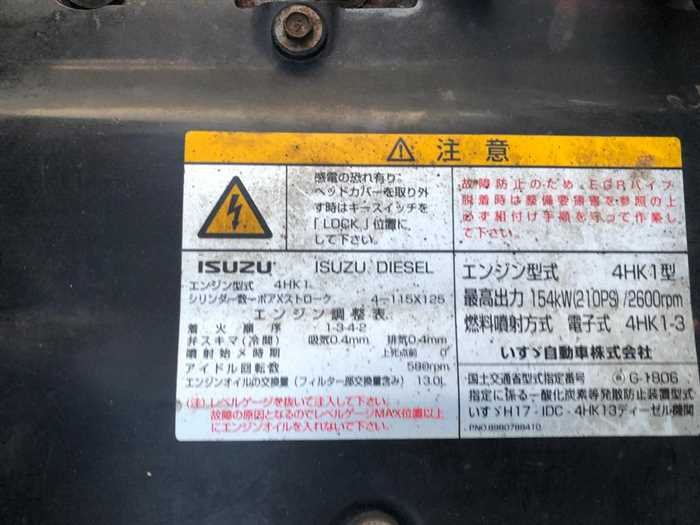 注意
感電の恐れ有り
ヘッドカバーを取り外
す時はキースイッチを
「LOCK」位置に
して下さい。
故障防止のため、EGRパイプ
脱着時は整備要領書を参照の上
必ず組付け手順を守って作業し
て下さい。
ISUZU ISUZU DIESEL
エンジン型式 4HK1
シリンダ数-ボアXストローク 4-115X125
エンジン調整表
着火順序 1-3-4-2
弁スキマ(冷間) 吸気0.4mm 排気0.4mm
噴射始メ時期 上死点前 0°
アイドル回転数 580rpm
エンジンオイルの交換量 (フィルター部交換量含み) 13.0L
(注) レベルゲージを抜いて注入して下さい。
故障の原因となるのでレベルゲージMAX位置以上
にエンジンオイルを入れないで下さい。
エンジン型式 4HK1型
最高出力 154kW(210PS)/2600rpm
燃料噴射方式 電子式 4HK1-3
いすゞ自動車株式会社
国土交通省型式指定番号 G-1806
指定に係る一酸化炭素等発散防止装置型式
いすゞH17・IDC・4HK13ディーゼル機関
PNO.8980788410